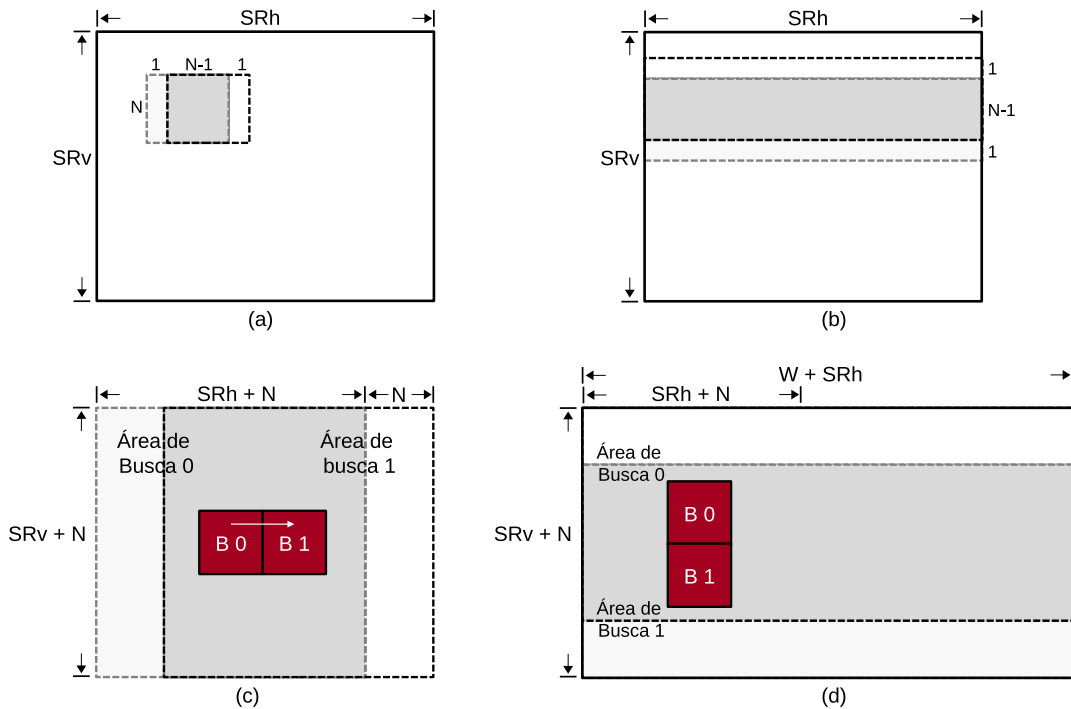 SRh
1 N-1 1
N
SRv
(a)
SRh
1
N-1
SRv
1
(b)
SRh + N
N
Área de
Busca 0
Área de
busca 1
SRv + N
B 0
B 1
(c)
W + SRh
SRh + N
Área de
Busca 0
SRv + N
B 0
B 1
Área de
Busca 1
(d)